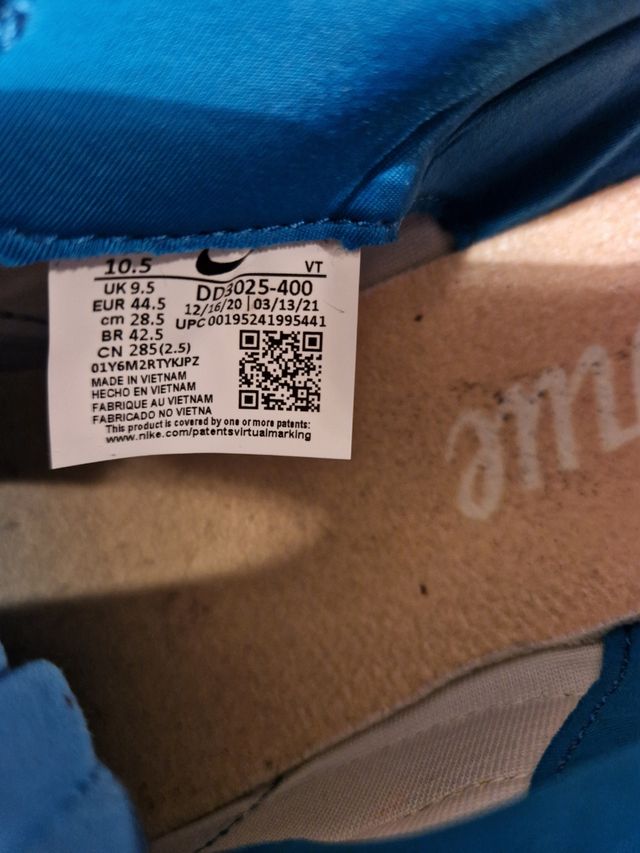 10.5 VT
UK 9.5 DD3025-400
EUR 44.5 12/16/20 03/13/21
cm 28.5 UPC 00195241995441
BR 42.5
CN 285(2.5)
01Y6M2RTYKJPZ
MADE IN VIETNAM
HECHO EN VIETNAM
FABRIQUE AU VIETNAM
FABRICADO NO VIETNA
This product is covered by one or more patents:
www.nike.com/patentsvirtualmarking